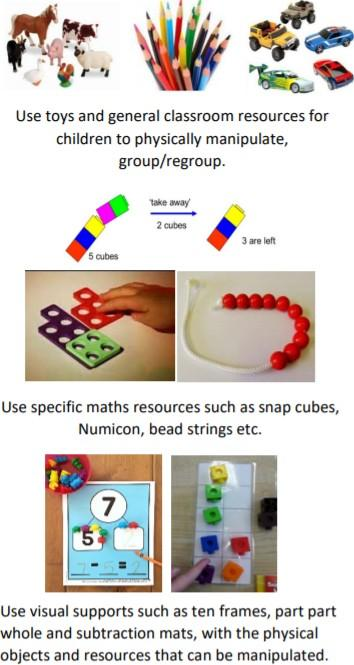 Use toys and general classroom resources for
children to physically manipulate,
group/regroup.
'take away'
2 cubes
5 cubes
3 are left
Use specific maths resources such as snap cubes,
Numicon, bead strings etc.
7
5 2
7-5=2
Use visual supports such as ten frames, part part
whole and subtraction mats, with the physical
objects and resources that can be manipulated.